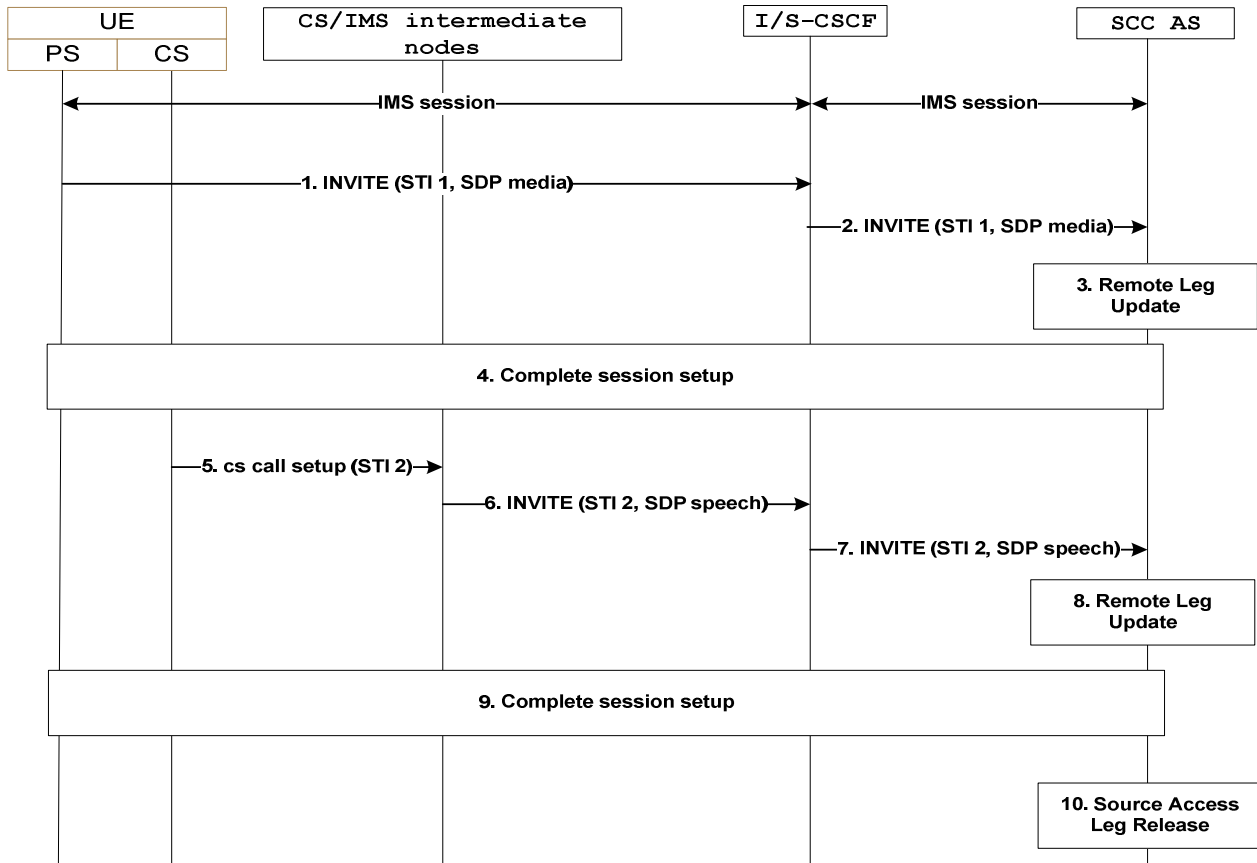 UE
PS
CS
CS/IMS intermediate
nodes
I/S-CSCF
SCC AS
IMS session
IMS session
1. INVITE (STI 1, SDP media)
2. INVITE (STI 1, SDP media)
3. Remote Leg
Update
4. Complete session setup
5. cs call setup (STI 2)
6. INVITE (STI 2, SDP speech)
7. INVITE (STI 2, SDP speech)
8. Remote Leg
Update
9. Complete session setup
10. Source Access
Leg Release